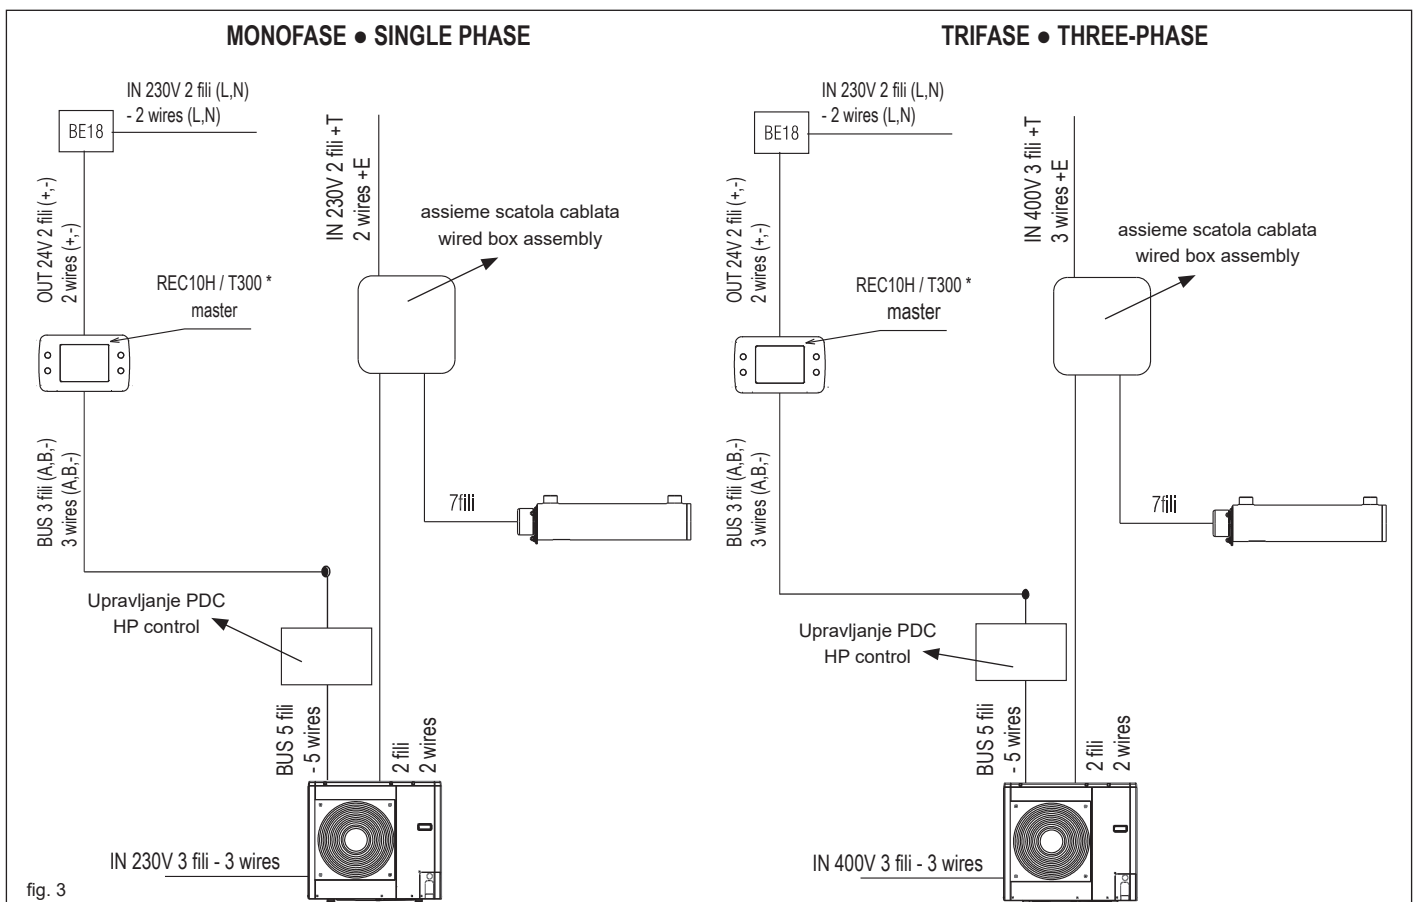 MONOFASE ● SINGLE PHASE
IN 230V 2 fili (L,N)
- 2 wires (L,N)
BE18
IN 230V 2 fili +T
2 wires +E
OUT 24V 2 fili (+,-)
2 wires (+,-)
assieme scatola cablata
wired box assembly
REC10H / T300 *
master
BUS 3 fili (A,B,-)
3 wires (A,B,-)
7fili
Upravljanje PDC
HP control
BUS 5 fili
- 5 wires
2 fili
2 wires
IN 230V 3 fili - 3 wires
fig. 3
TRIFASE ● THREE-PHASE
IN 230V 2 fili (L,N)
- 2 wires (L,N)
BE18
IN 400V 3 fili +T
3 wires +E
OUT 24V 2 fili (+,-)
2 wires (+,-)
assieme scatola cablata
wired box assembly
REC10H / T300 *
master
BUS 3 fili (A,B,-)
3 wires (A,B,-)
7fili
Upravljanje PDC
HP control
BUS 5 fili
- 5 wires
2 fili
2 wires
IN 400V 3 fili - 3 wires